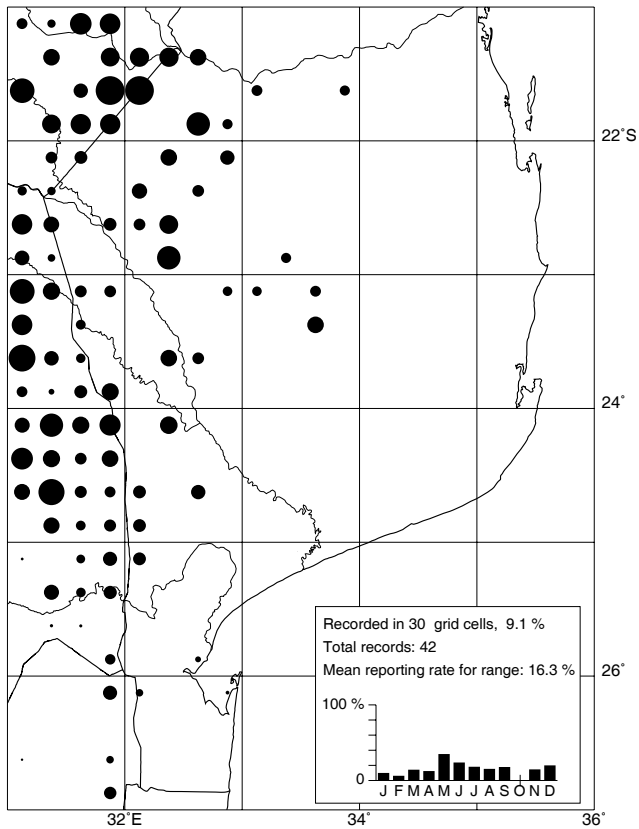 22˚S
24˚
Recorded in 30 grid cells, 9.1 %
Total records: 42
Mean reporting rate for range: 16.3 %
26˚
100 %
0
J F M A M J J A S O N D
32˚E
34˚
36˚